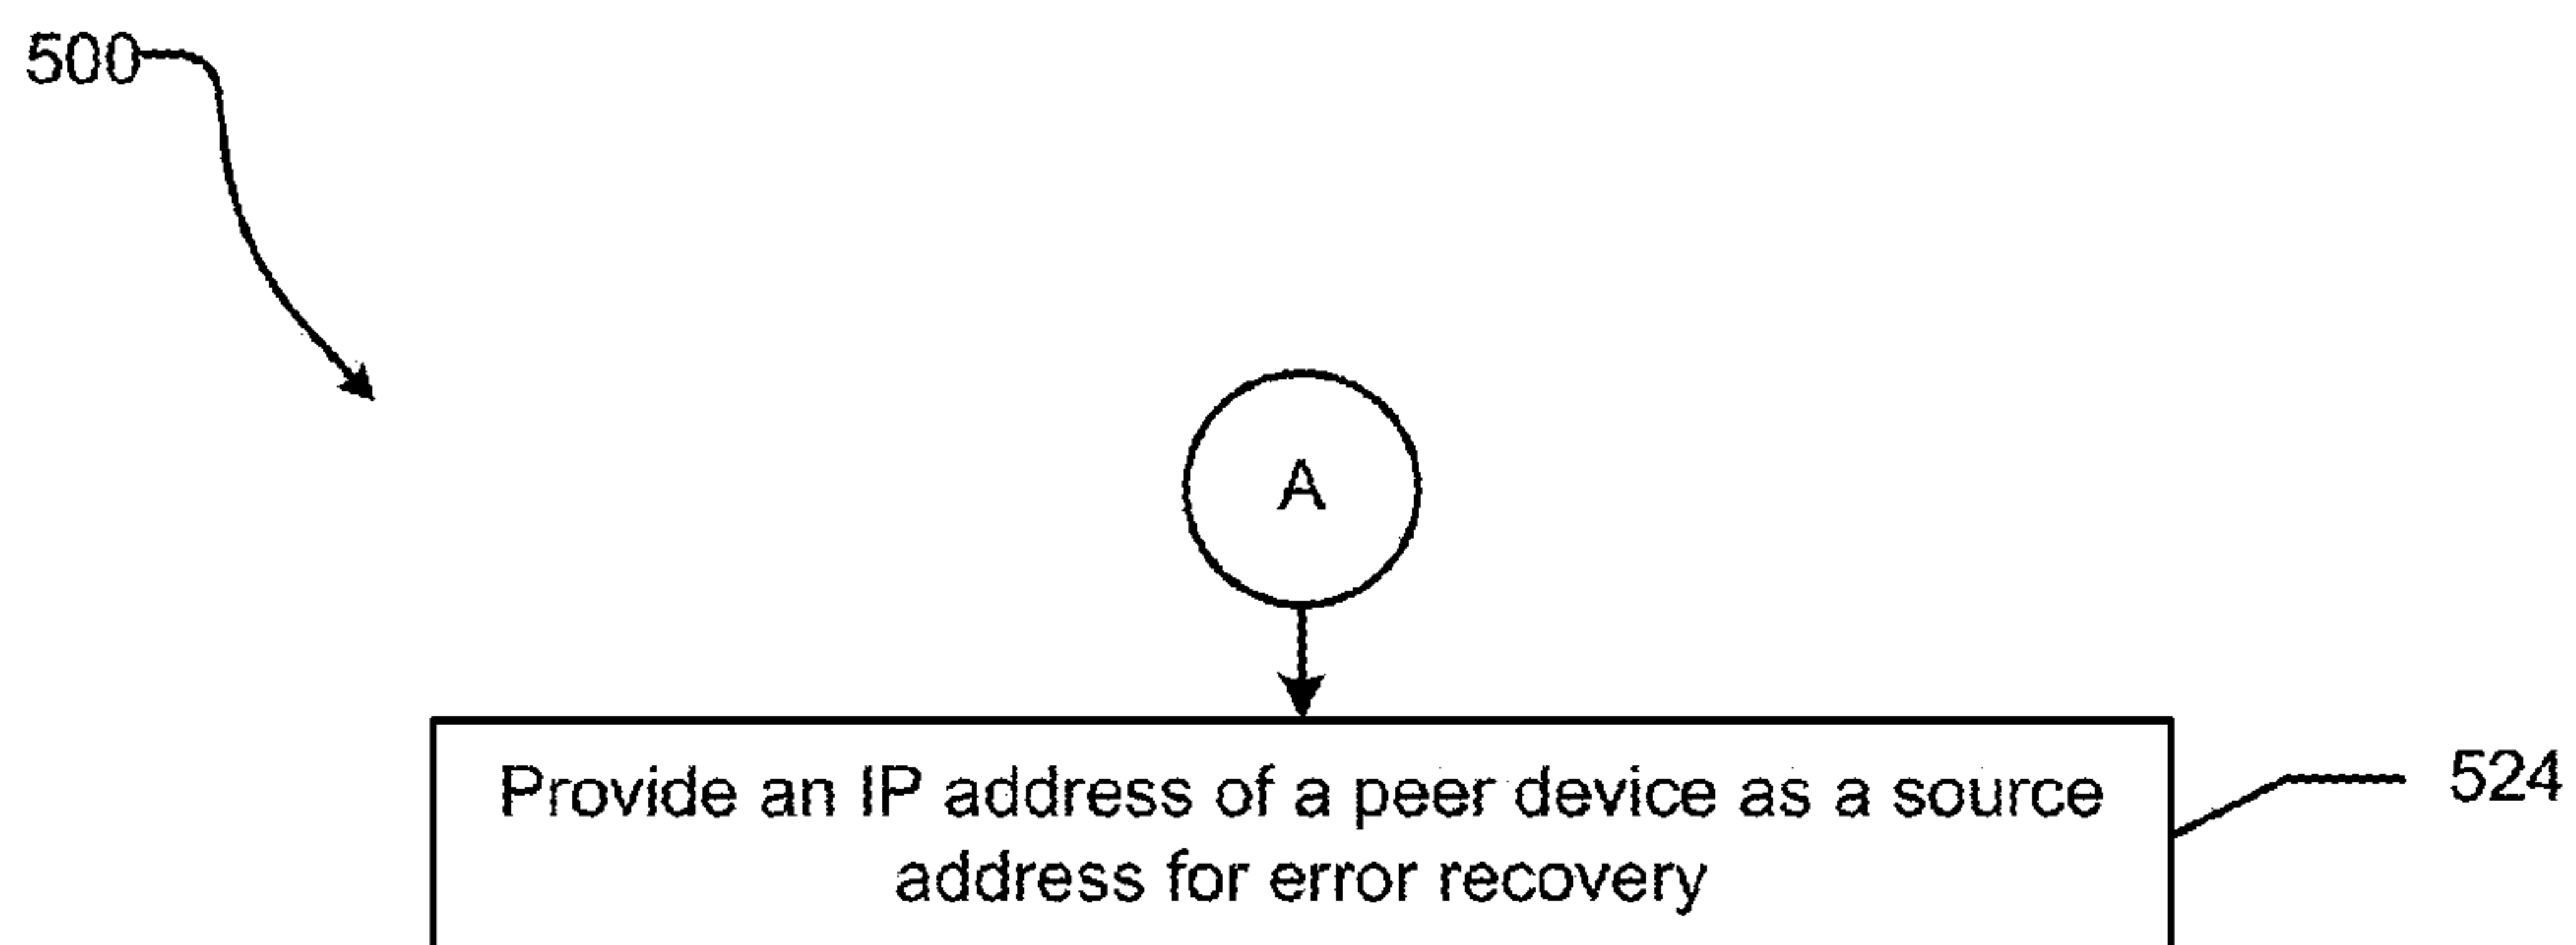 500
A
Provide an IP address of a peer device as a source
address for error recovery
524